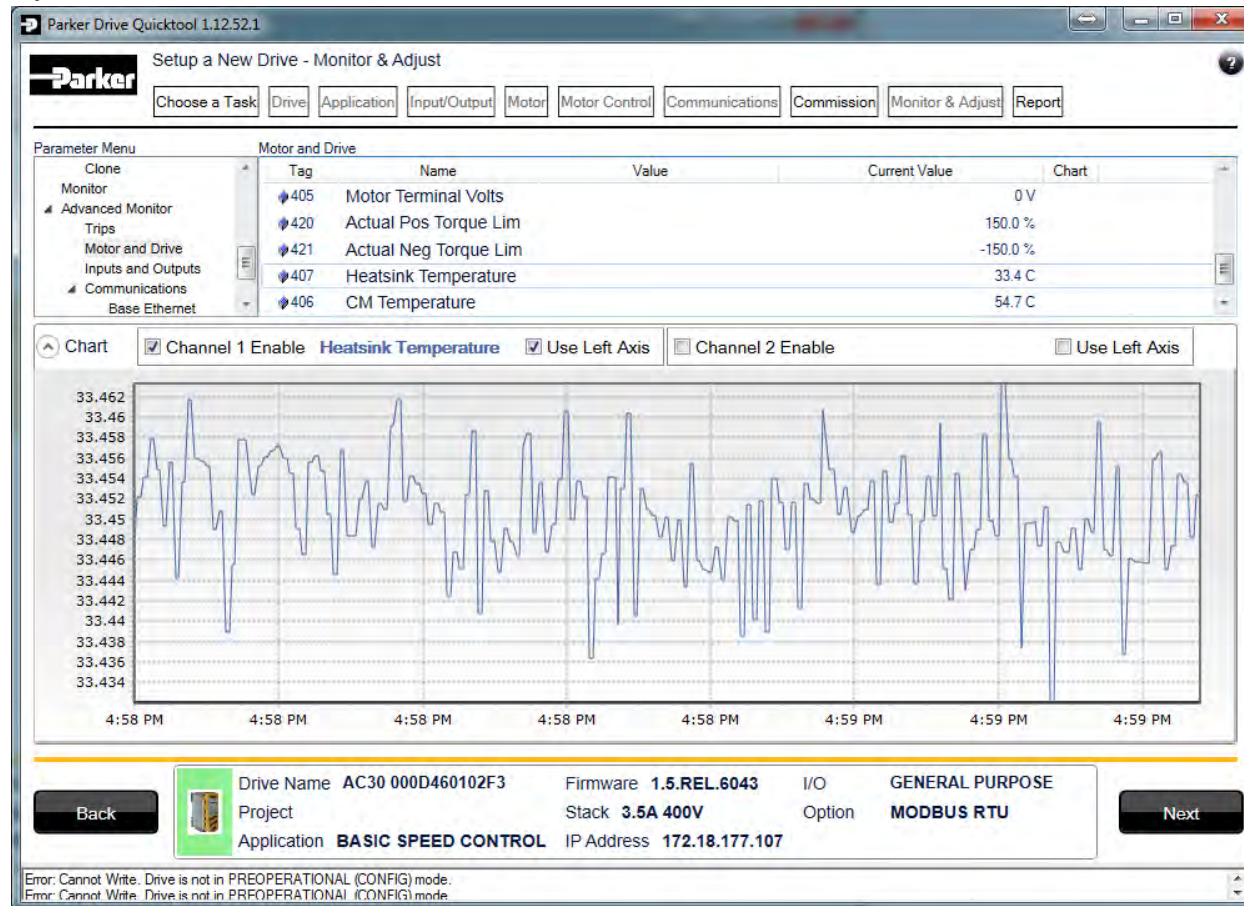 Parker Drive Quicktool 1.12.52.1
Parker
Setup a New Drive - Monitor & Adjust
?
Choose a Task Drive Application Input/Output Motor Motor Control Communications Commission Monitor & Adjust Report
Parameter Menu
Clone
Monitor
Advanced Monitor
Trips
Motor and Drive
Inputs and Outputs
Communications
Base Ethernet
Motor and Drive
Tag Name Value Current Value Chart
405 Motor Terminal Volts 0 V
420 Actual Pos Torque Lim 150.0 %
421 Actual Neg Torque Lim -150.0 %
407 Heatsink Temperature 33.4 C
406 CM Temperature 54.7 C
Chart Channel 1 Enable Heatsink Temperature Use Left Axis Channel 2 Enable Use Left Axis
33.462
33.46
33.458
33.456
33.454
33.452
33.45
33.448
33.446
33.444
33.442
33.44
33.438
33.436
33.434
4:58 PM 4:58 PM 4:58 PM 4:58 PM 4:58 PM 4:59 PM 4:59 PM 4:59 PM
Back
Drive Name AC30 000D460102F3 Firmware 1.5.REL.6043 I/O GENERAL PURPOSE
Project Stack 3.5A 400V Option MODBUS RTU
Application BASIC SPEED CONTROL IP Address 172.18.177.107
Next
Error: Cannot Write. Drive is not in PREOPERATIONAL (CONFIG) mode.
Error: Cannot Write. Drive is not in PREOPERATIONAL (CONFIG) mode